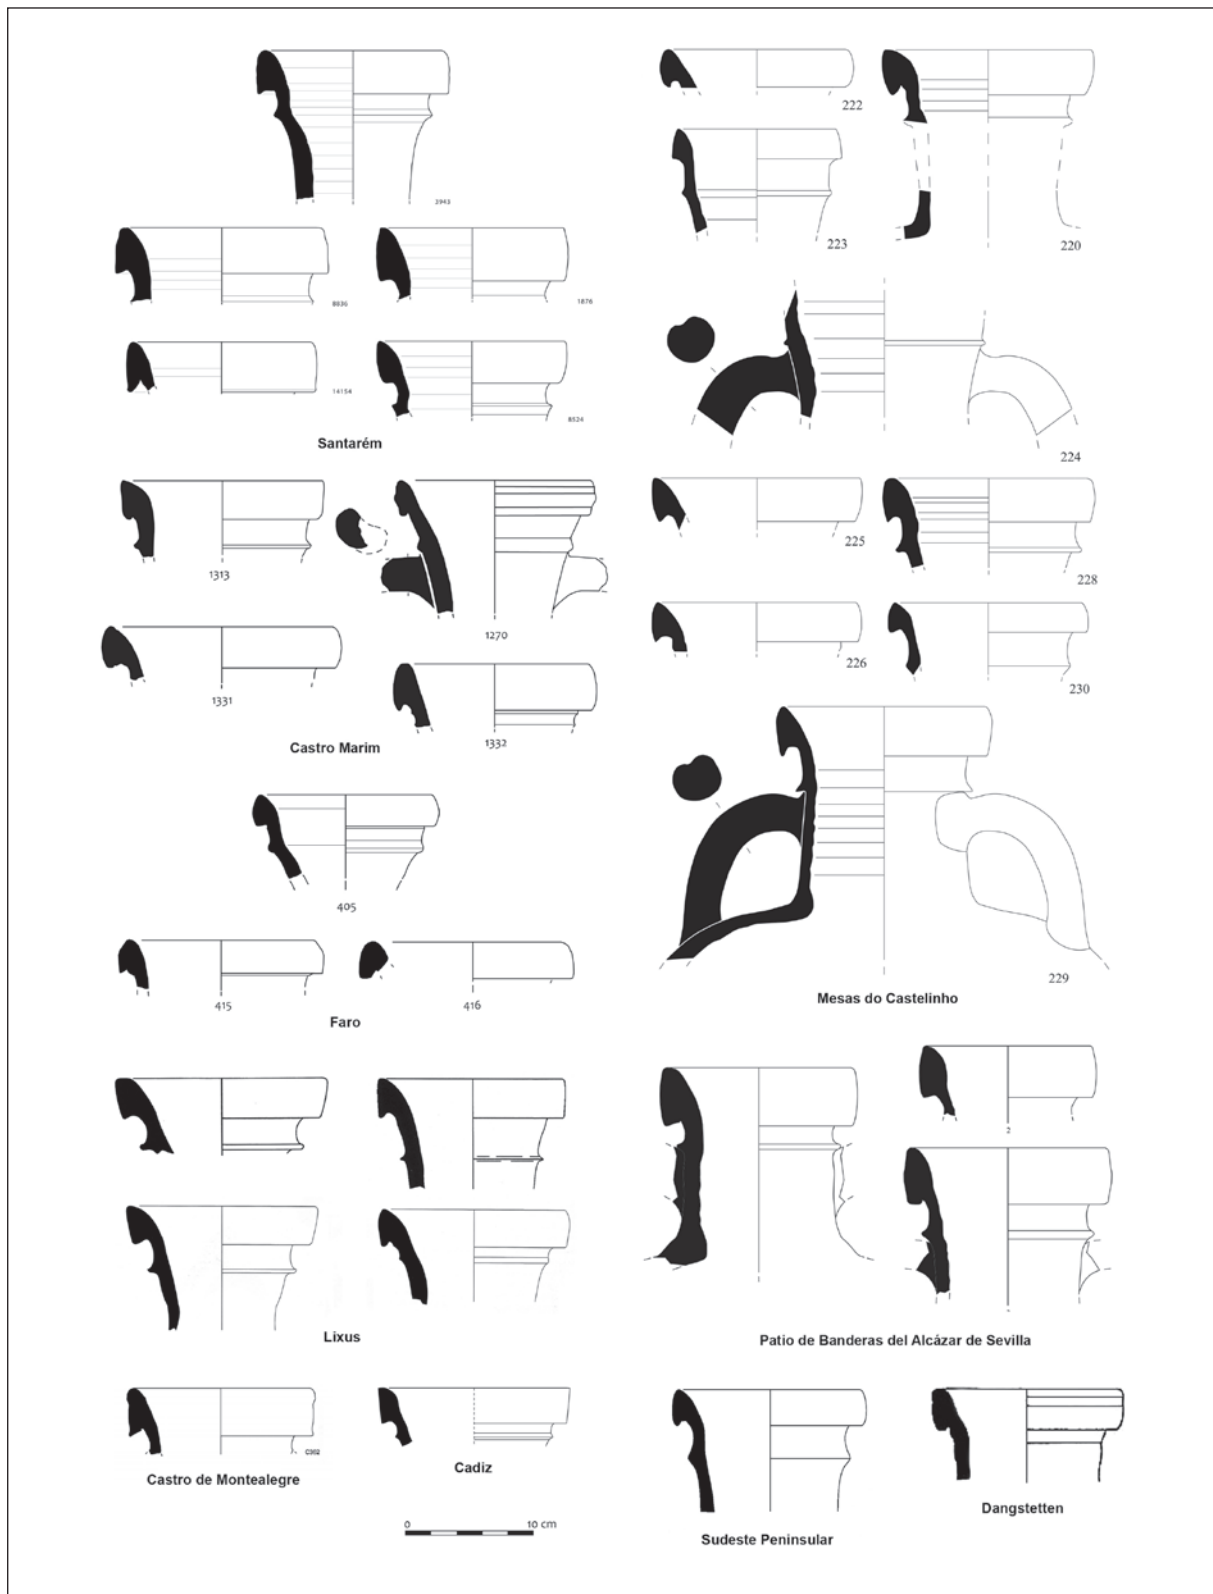 2943
8836
1876
14154
8524
Santarém
1313
1270
1331
1332
Castro Marim
405
415
416
Faro
Lixus
C902
Castro de Montealegre
Cadiz
0
10 cm
222
223
220
224
225
228
226
230
229
Mesas do Castelinho
2
Patio de Banderas del Alcázar de Sevilla
Sudeste Peninsular
Dangstetten